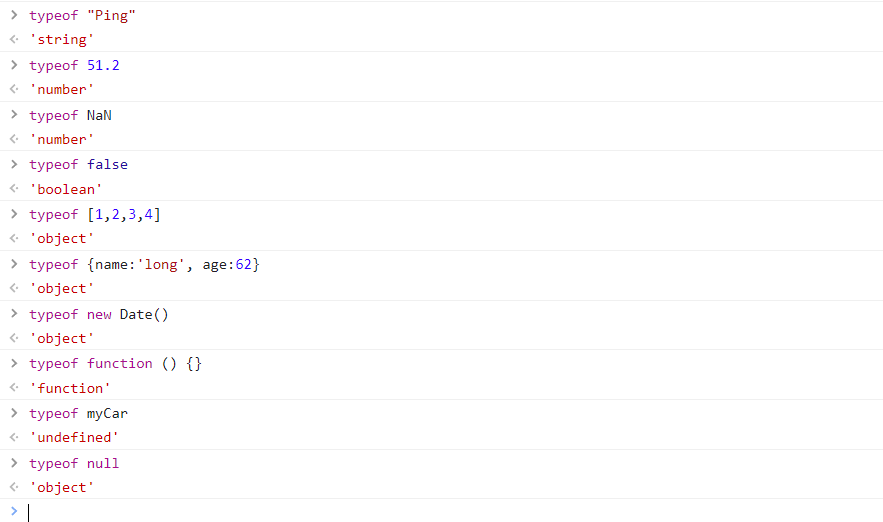 typeof "Ping"
'string'
typeof 51.2
'number'
typeof NaN
'number'
typeof false
'boolean'
typeof [1,2,3,4]
'object'
typeof {name:'long', age:62}
'object'
typeof new Date()
'object'
typeof function () {}
'function'
typeof myCar
'undefined'
typeof null
'object'